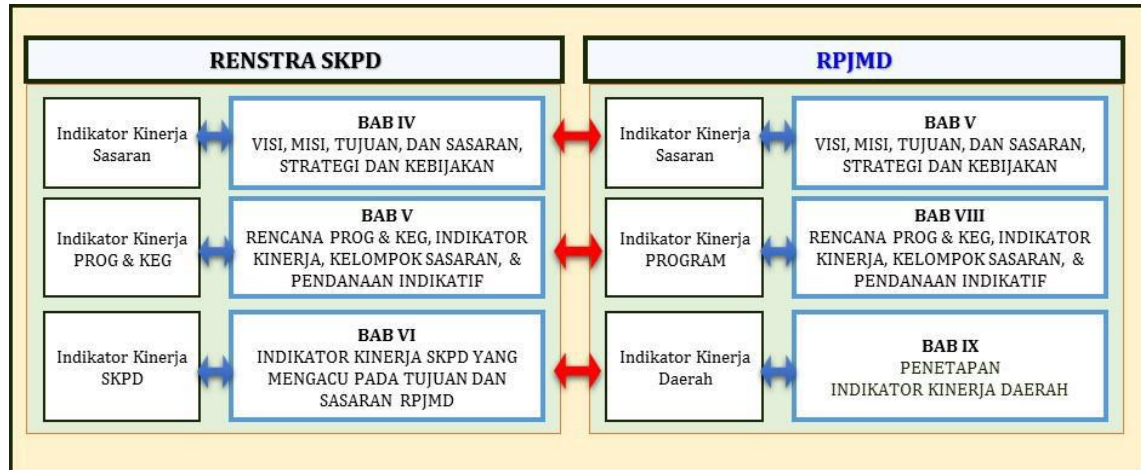 RENSTRA SKPD
RPJMD
Indikator Kinerja
Sasaran
BAB IV
VISI, MISI, TUJUAN, DAN SASARAN,
STRATEGI DAN KEBIJAKAN
Indikator Kinerja
Sasaran
BAB V
VISI, MISI, TUJUAN, DAN SASARAN,
STRATEGI DAN KEBIJAKAN
Indikator Kinerja
PROG & KEG
BAB V
RENCANA PROG & KEG, INDIKATOR
KINERJA, KELOMPOK SASARAN, &
PENDANAAN INDIKATIF
Indikator Kinerja
PROGRAM
BAB VIII
RENCANA PROG & KEG, INDIKATOR
KINERJA, KELOMPOK SASARAN, &
PENDANAAN INDIKATIF
Indikator Kinerja
SKPD
BAB VI
INDIKATOR KINERJA SKPD YANG
MENGACU PADA TUJUAN DAN
SASARAN RPJMD
Indikator Kinerja
Daerah
BAB IX
PENETAPAN
INDIKATOR KINERJA DAERAH